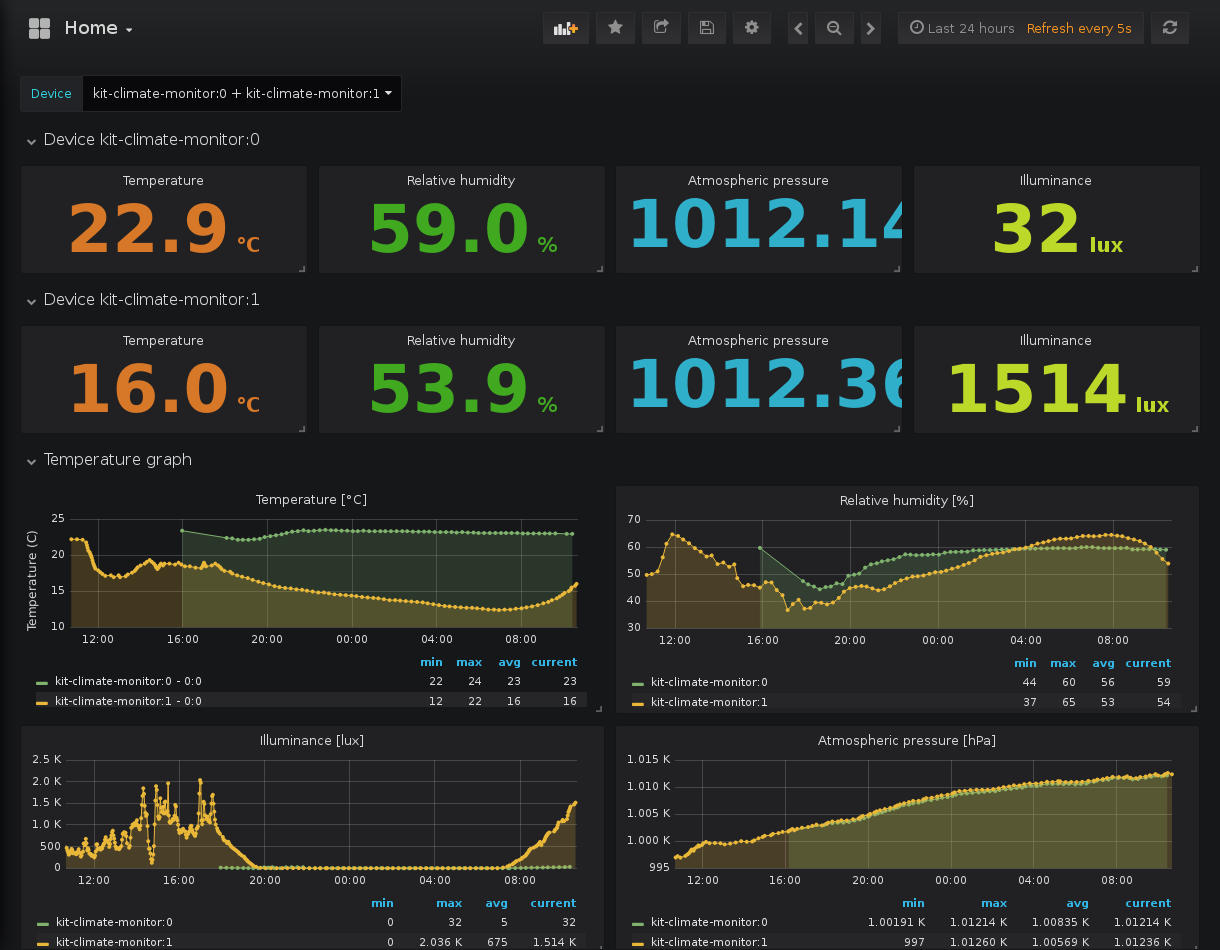 Home
Last 24 hours Refresh every 5s
Device kit-climate-monitor:0 + kit-climate-monitor:1
Device kit-climate-monitor:0
Temperature Relative humidity Atmospheric pressure Illuminance
22.9 °C 59.0 % 1012.14 32 lux
Device kit-climate-monitor:1
Temperature Relative humidity Atmospheric pressure Illuminance
16.0 °C 53.9 % 1012.36 1514 lux
Temperature graph
Temperature [°C]
Temperature (C)
25
20
15
10
12:00 16:00 20:00 00:00 04:00 08:00
min max avg current
kit-climate-monitor:0 - 0:0 22 24 23 23
kit-climate-monitor:1 - 0:0 12 22 16 16
Relative humidity [%]
70
60
50
40
30
12:00 16:00 20:00 00:00 04:00 08:00
min max avg current
kit-climate-monitor:0 44 60 56 59
kit-climate-monitor:1 37 65 53 54
Illuminance [lux]
2.5 K
2.0 K
1.5 K
1.0 K
500
0
12:00 16:00 20:00 00:00 04:00 08:00
min max avg current
kit-climate-monitor:0 0 32 5 32
kit-climate-monitor:1 0 2.036 K 675 1.514 K
Atmospheric pressure [hPa]
1.015 K
1.010 K
1.005 K
1.000 K
995
12:00 16:00 20:00 00:00 04:00 08:00
min max avg current
kit-climate-monitor:0 1.00191 K 1.01214 K 1.00835 K 1.01214 K
kit-climate-monitor:1 997 1.01260 K 1.00569 K 1.01236 K